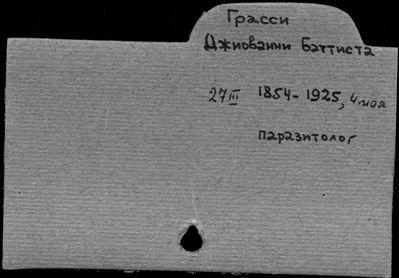 Грасси
Джиованни Баттиста
27 III 1854-1925, 4 мая
паразитолог